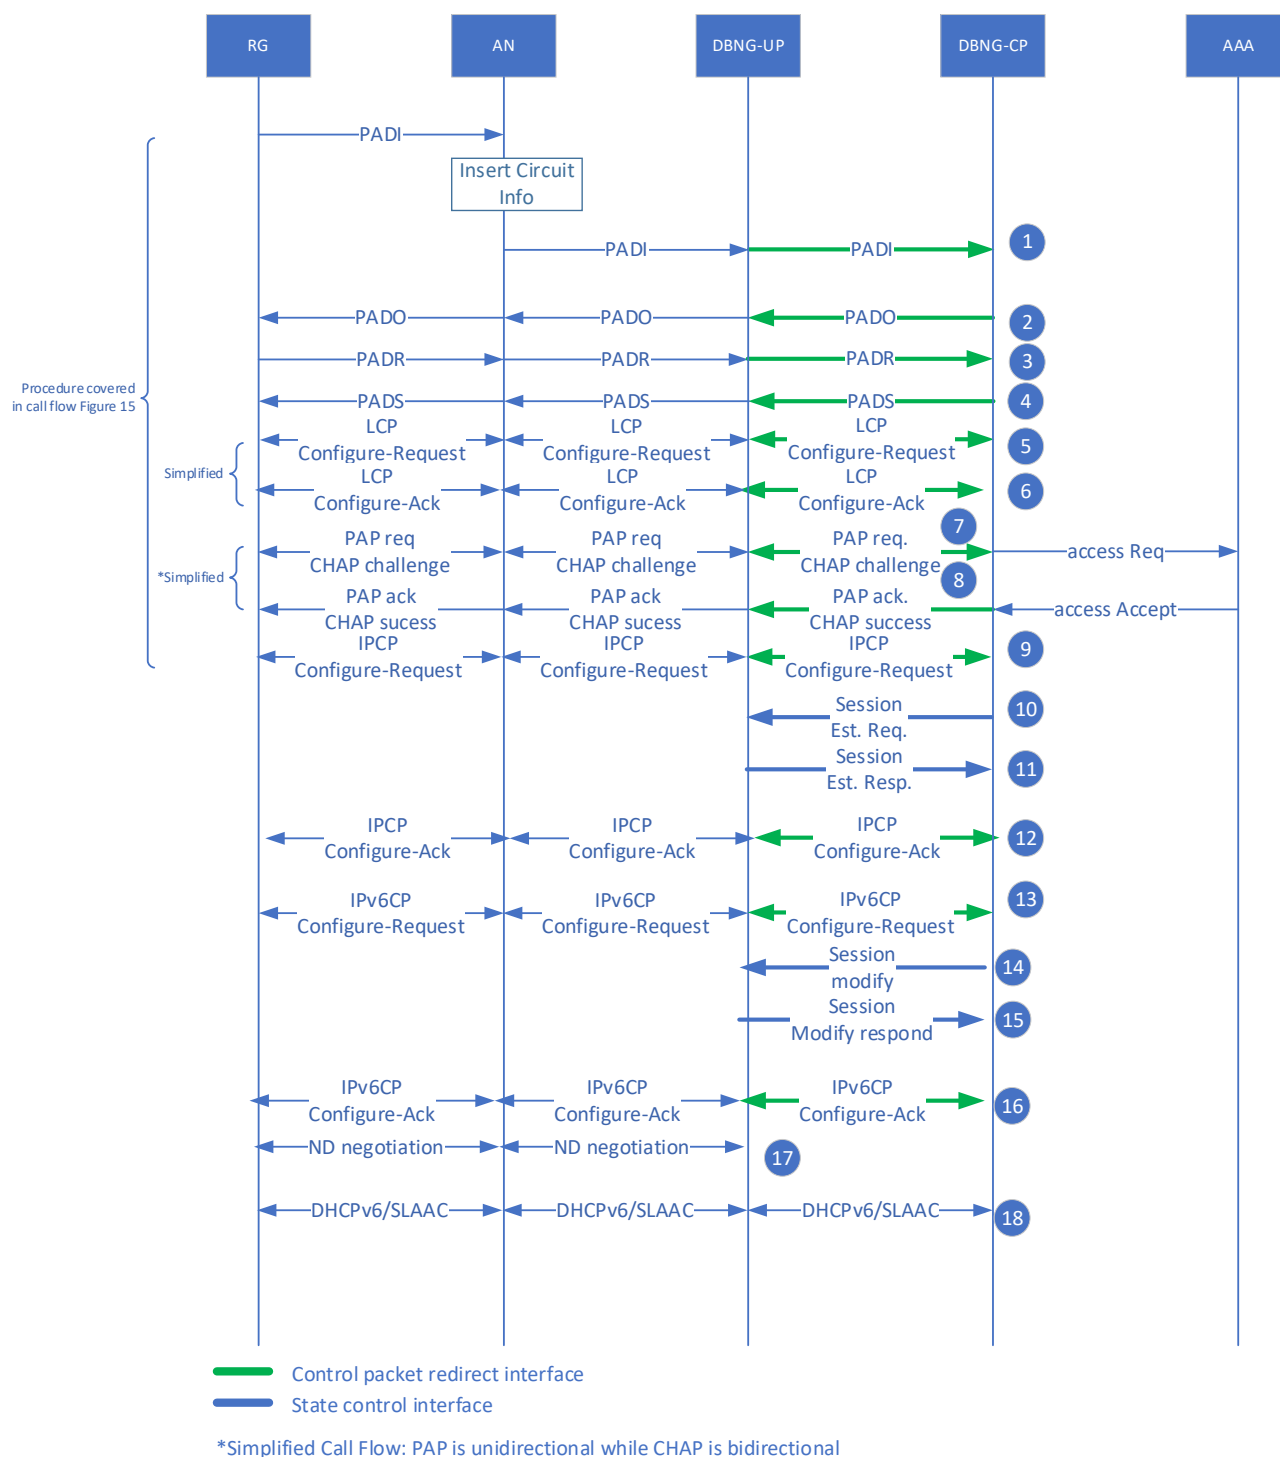 RG AN DBNG-UP DBNG-CP AAA
PADI
Insert Circuit
Info
PADI PADI 1
PADO PADO PADO 2
PADR PADR PADR 3
Procedure covered
in call flow Figure 15
PADS PADS PADS 4
LCP LCP LCP
Configure-Request Configure-Request Configure-Request 5
Simplified
LCP LCP LCP
Configure-Ack Configure-Ack Configure-Ack 6
7
PAP req PAP req PAP req.
CHAP challenge CHAP challenge CHAP challenge access Req
*Simplified
8
PAP ack PAP ack PAP ack. access Accept
CHAP sucess CHAP sucess CHAP success
IPCP IPCP IPCP
Configure-Request Configure-Request Configure-Request 9
Session
Est. Req. 10
Session
Est. Resp. 11
IPCP IPCP IPCP
Configure-Ack Configure-Ack Configure-Ack 12
IPv6CP IPv6CP IPv6CP 13
Configure-Request Configure-Request Configure-Request
Session
modify 14
Session
Modify respond 15
IPv6CP IPv6CP IPv6CP
Configure-Ack Configure-Ack Configure-Ack 16
ND negotiation ND negotiation 17
DHCPv6/SLAAC DHCPv6/SLAAC DHCPv6/SLAAC 18
Control packet redirect interface
State control interface
*Simplified Call Flow: PAP is unidirectional while CHAP is bidirectional